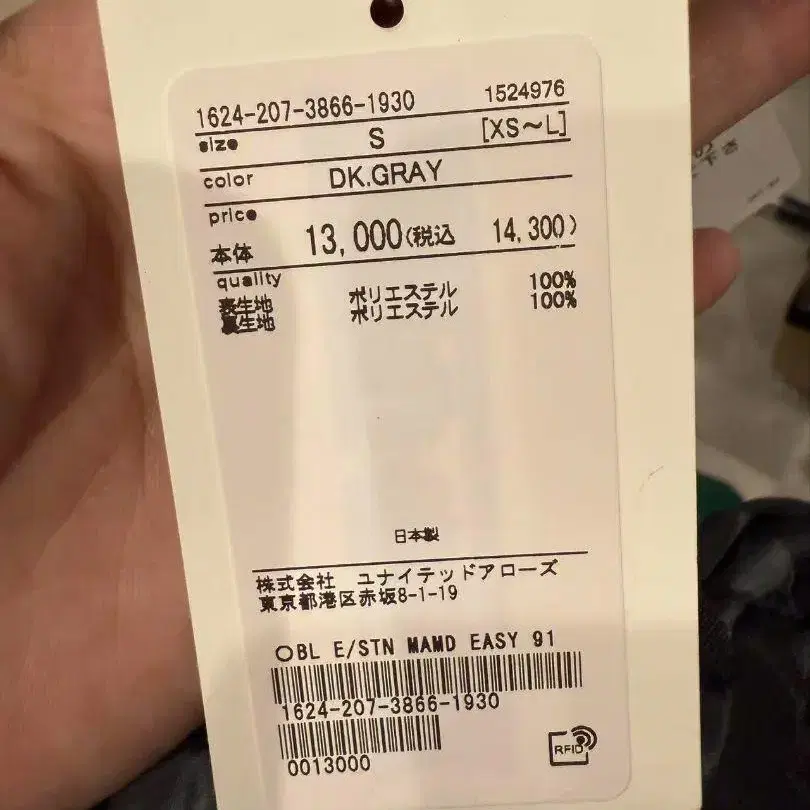 1624-207-3866-1930 1524976
size S [XS〜L]
color DK.GRAY
price
本体 13,000(税込 14,300)
quality
表生地 ポリエステル 100%
裏生地 ポリエステル 100%
日本製
株式会社 ユナイテッドアローズ
東京都港区赤坂8-1-19
〇BL E/STN MAMD EASY 91
1624-207-3866-1930
0013000
RFID